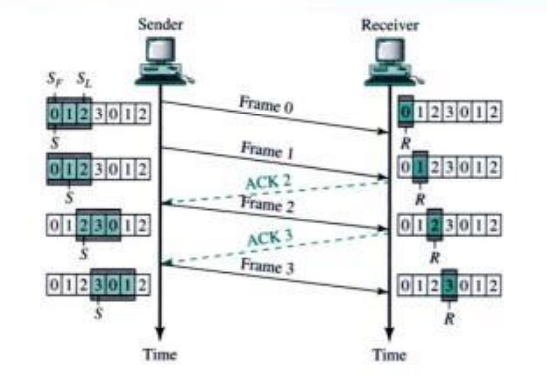 Sender Receiver
S_F S_L
0 1 2 3 0 1 2
S
Frame 0
0 1 2 3 0 1 2
R
0 1 2 3 0 1 2
S
Frame 1
0 1 2 3 0 1 2
R
ACK 2
0 1 2 3 0 1 2
S
Frame 2
0 1 2 3 0 1 2
R
ACK 3
0 1 2 3 0 1 2
S
Frame 3
0 1 2 3 0 1 2
R
Time Time